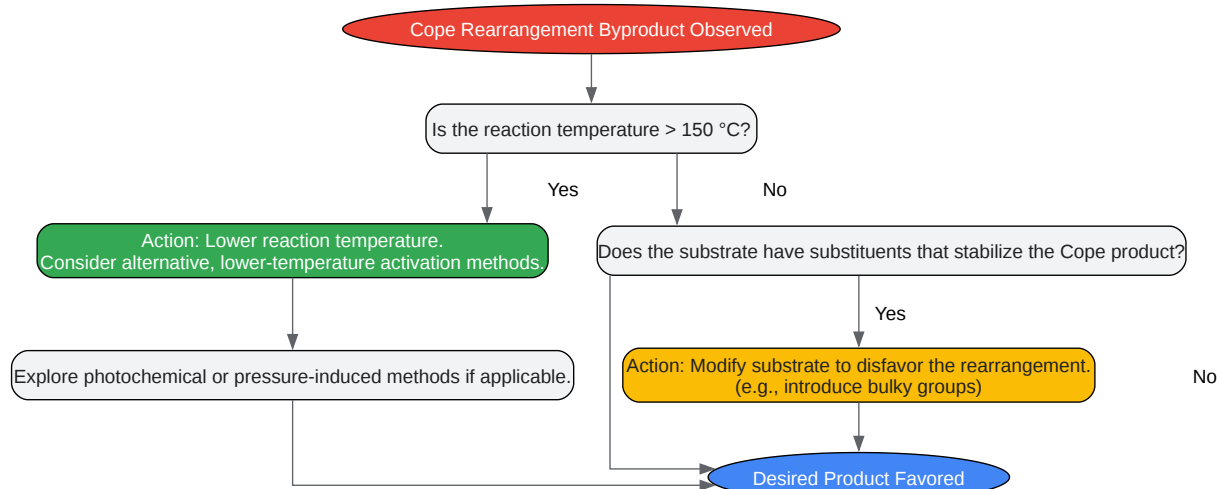 Cope Rearrangement Byproduct Observed
Is the reaction temperature > 150 °C?
Yes
No
Action: Lower reaction temperature.
Consider alternative, lower-temperature activation methods.
Does the substrate have substituents that stabilize the Cope product?
Yes
Explore photochemical or pressure-induced methods if applicable.
Action: Modify substrate to disfavor the rearrangement.
(e.g., introduce bulky groups)
No
Desired Product Favored